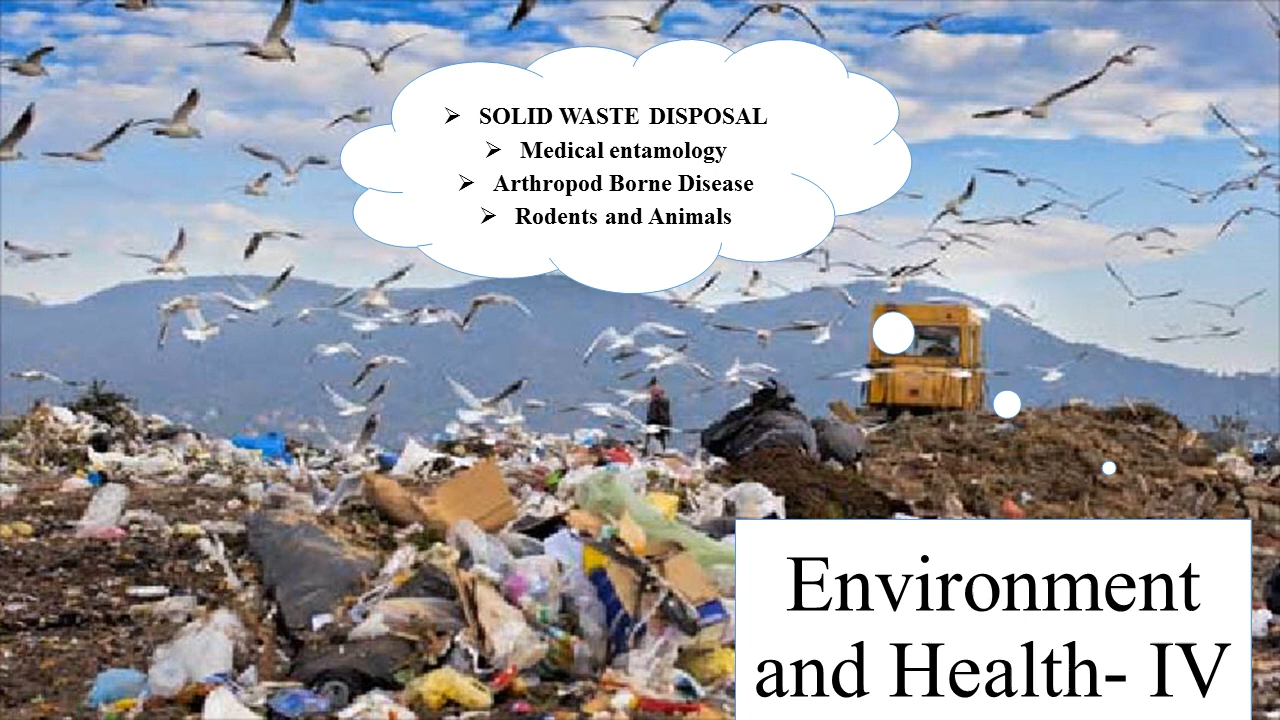 ➢ SOLID WASTE DISPOSAL
➢ Medical entamology
➢ Arthropod Borne Disease
➢ Rodents and Animals
Environment
and Health- IV